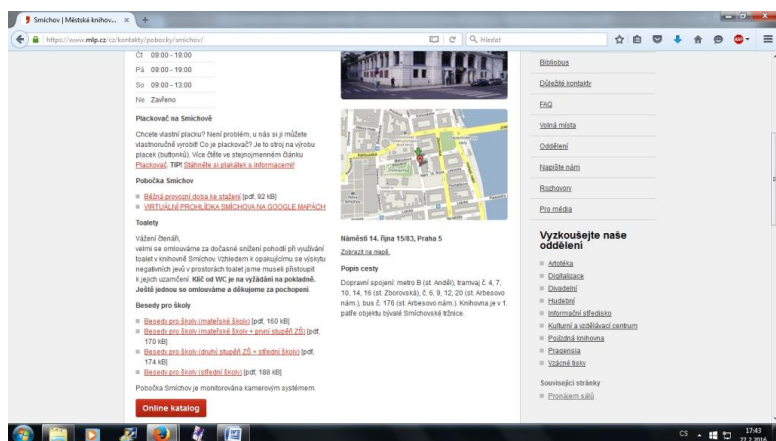 Smíchov | Městská knihov...
https://www.mlp.cz/cz/kontakty/pobocky/smichov/
Hledat
Čt 09:00 - 19:00
Pá 09:00 - 19:00
So 09:00 - 13:00
Ne Zavřeno
Plackovač na Smíchově
Chcete vlastní placku? Není problém, u nás si ji můžete
vlastnoručně vyrobit! Co je plackovač? Je to stroj na výrobu
placek (buttonků). Více čtěte ve stejnojmenném článku
Plackovač. TIP! Stáhněte si plakátek s informacemi!
Pobočka Smíchov
Běžná provozní doba ke stažení [pdf, 92 kB]
VIRTUÁLNÍ PROHLÍDKA SMÍCHOVA NA GOOGLE MAPÁCH
Toalety
Vážení čtenáři,
velmi se omlouváme za dočasné snížení pohodlí při využívání
toalet v knihovně Smíchov. Vzhledem k opakujícímu se výskytu
negativních jevů v prostorách toalet jsme museli přistoupit
k jejich uzamčení. Klíč od WC je na vyžádání na pokladně.
Ještě jednou se omlouváme a děkujeme za pochopení.
Besedy pro školy
Besedy pro školy (mateřské školy) [pdf, 160 kB]
Besedy pro školy (mateřské školy + první stupeň ZŠ) [pdf,
170 kB]
Besedy pro školy (druhý stupeň ZŠ + střední školy) [pdf,
174 kB]
Besedy pro školy (střední školy) [pdf, 188 kB]
Pobočka Smíchov je monitorována kamerovým systémem.
Online katalog
Náměstí 14. října 15/83, Praha 5
Zobrazit na mapě.
Popis cesty
Dopravní spojení: metro B (st. Anděl), tramvaj č. 4, 7,
10, 14, 16 (st. Zborovská), č. 6, 9, 12, 20 (st. Arbesovo
nám.), bus č. 176 (st. Arbesovo nám.). Knihovna je v 1.
patře objektu bývalé Smíchovské tržnice.
Bibliobus
Důležité kontakty
FAQ
Volná místa
Oddělení
Napište nám
Rozhovory
Pro média
Vyzkoušejte naše
oddělení
Artotéka
Digitalizace
Divadelní
Hudební
Informační středisko
Kulturní a vzdělávací centrum
Pojízdná knihovna
Pragensia
Vzácné tisky
Související stránky
Pronájem sálů
CS
17:43
27.2.2016